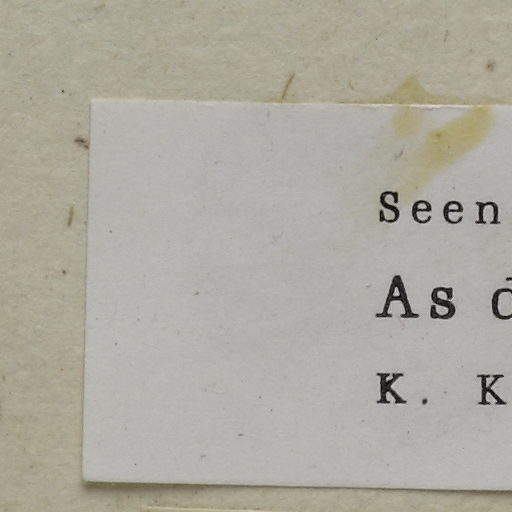 Seen
As
K. K